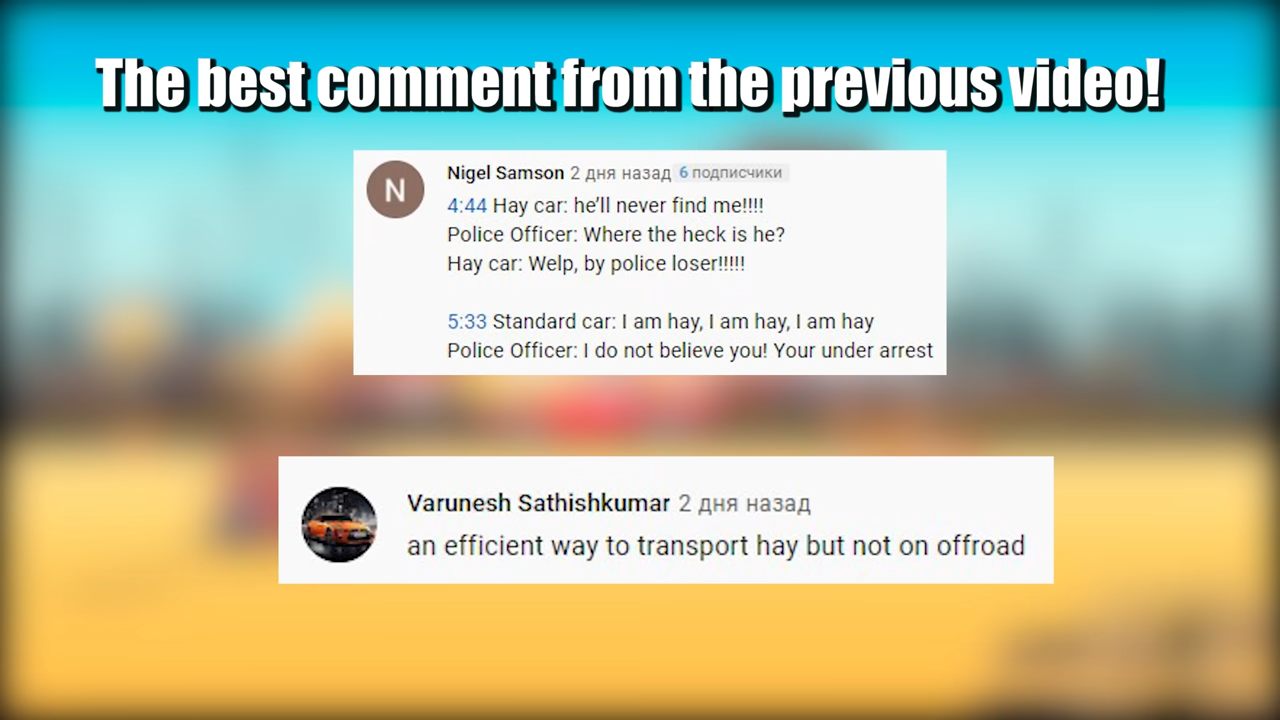 The best comment from the previous video!
N
Nigel Samson 2 дня назад 6 подписчики
4:44 Hay car: he’ll never find me!!!!
Police Officer: Where the heck is he?
Hay car: Welp, by police loser!!!!!
5:33 Standard car: I am hay, I am hay, I am hay
Police Officer: I do not believe you! Your under arrest
Varunesh Sathishkumar 2 дня назад
an efficient way to transport hay but not on offroad